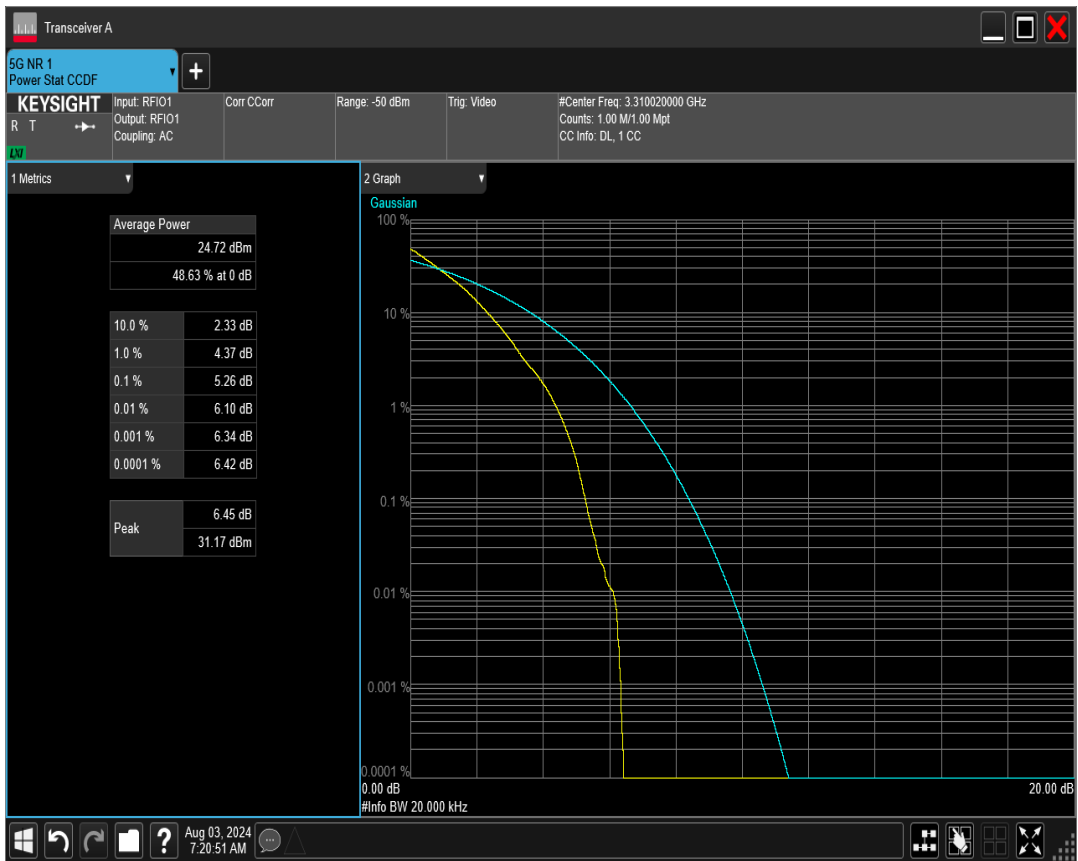 Transceiver A
5G NR 1
Power Stat CCDF
+
KEYSIGHT
R T
LXI
Input: RFIO1
Output: RFIO1
Coupling: AC
Corr CCorr
Range: -50 dBm
Trig: Video
#Center Freq: 3.310020000 GHz
Counts: 1.00 M/1.00 Mpt
CC Info: DL, 1 CC
1 Metrics
Average Power
24.72 dBm
48.63 % at 0 dB
10.0 % 2.33 dB
1.0 % 4.37 dB
0.1 % 5.26 dB
0.01 % 6.10 dB
0.001 % 6.34 dB
0.0001 % 6.42 dB
Peak 6.45 dB
31.17 dBm
2 Graph
Gaussian
100 %
10 %
1 %
0.1 %
0.01 %
0.001 %
0.0001 %
0.00 dB 20.00 dB
#Info BW 20.000 kHz
?
Aug 03, 2024
7:20:51 AM